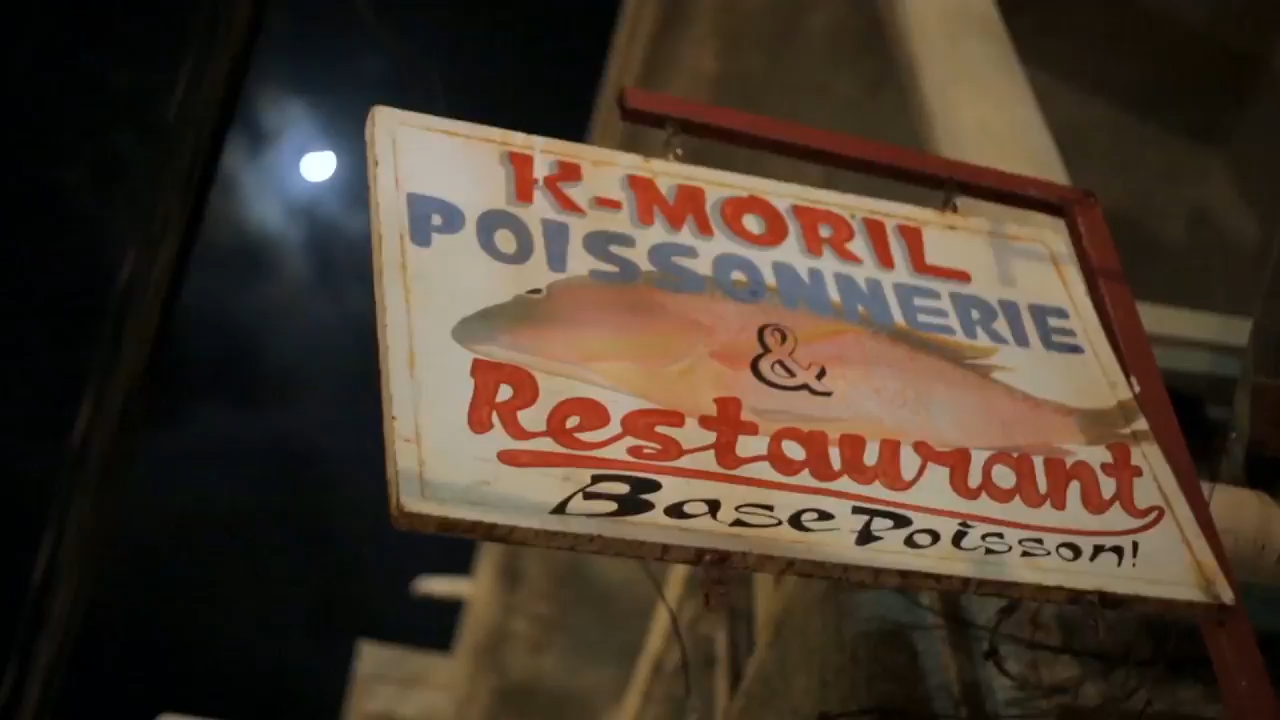 K-MORIL
POISSONNERIE
&
Restaurant
Base Poisson!